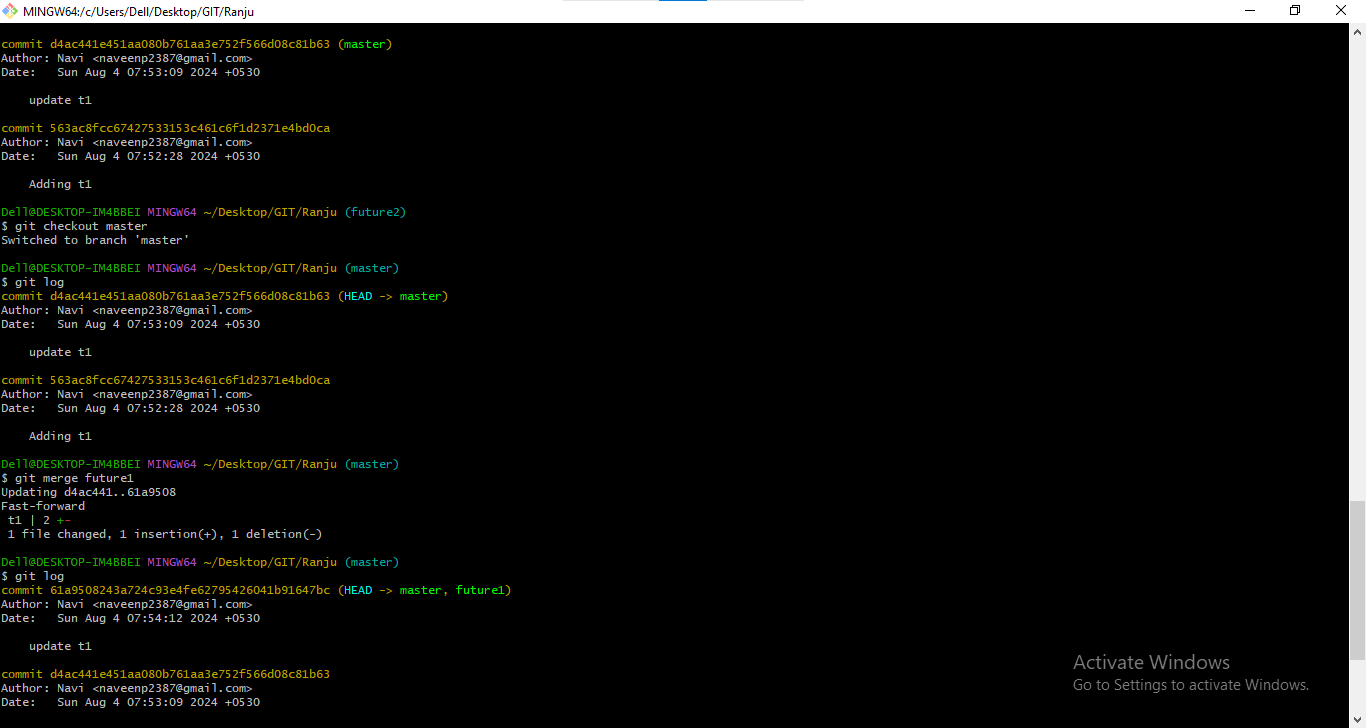 MINGW64:/c/Users/Dell/Desktop/GIT/Ranju
commit d4ac441e451aa080b761aa3e752f566d08c81b63 (master)
Author: Navi <naveenp2387@gmail.com>
Date:   Sun Aug 4 07:53:09 2024 +0530
    update t1
commit 563ac8fcc67427533153c461c6f1d2371e4bd0ca
Author: Navi <naveenp2387@gmail.com>
Date:   Sun Aug 4 07:52:28 2024 +0530
    Adding t1
Dell@DESKTOP-IM4BBEI MINGW64 ~/Desktop/GIT/Ranju (future2)
$ git checkout master
Switched to branch 'master'
Dell@DESKTOP-IM4BBEI MINGW64 ~/Desktop/GIT/Ranju (master)
$ git log
commit d4ac441e451aa080b761aa3e752f566d08c81b63 (HEAD -> master)
Author: Navi <naveenp2387@gmail.com>
Date:   Sun Aug 4 07:53:09 2024 +0530
    update t1
commit 563ac8fcc67427533153c461c6f1d2371e4bd0ca
Author: Navi <naveenp2387@gmail.com>
Date:   Sun Aug 4 07:52:28 2024 +0530
    Adding t1
Dell@DESKTOP-IM4BBEI MINGW64 ~/Desktop/GIT/Ranju (master)
$ git merge future1
Updating d4ac441..61a9508
Fast-forward
 t1 | 2 +-
 1 file changed, 1 insertion(+), 1 deletion(-)
Dell@DESKTOP-IM4BBEI MINGW64 ~/Desktop/GIT/Ranju (master)
$ git log
commit 61a9508243a724c93e4fe62795426041b91647bc (HEAD -> master, future1)
Author: Navi <naveenp2387@gmail.com>
Date:   Sun Aug 4 07:54:12 2024 +0530
    update t1
commit d4ac441e451aa080b761aa3e752f566d08c81b63
Author: Navi <naveenp2387@gmail.com>
Date:   Sun Aug 4 07:53:09 2024 +0530
Activate Windows
Go to Settings to activate Windows.